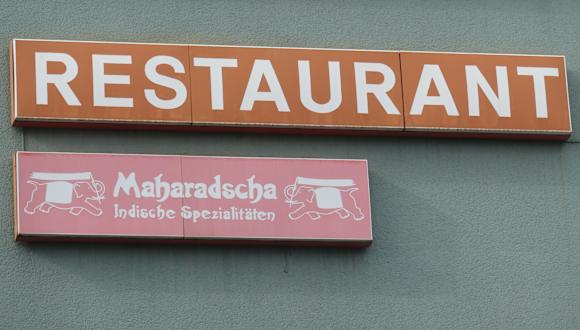 RESTAURANT
Maharadscha
Indische Spezialitäten